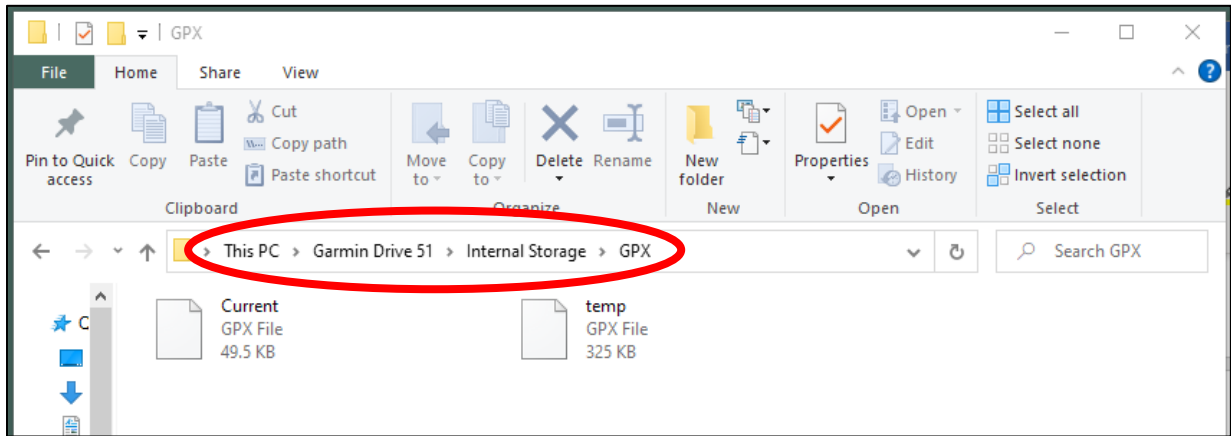 GPX
File Home Share View
Pin to Quick access
Copy
Paste
Cut
Copy path
Paste shortcut
Clipboard
Move to
Copy to
Delete
Rename
Organize
New folder
New
Properties
Open
Edit
History
Open
Select all
Select none
Invert selection
Select
This PC > Garmin Drive 51 > Internal Storage > GPX
Search GPX
Current
GPX File
49.5 KB
temp
GPX File
325 KB